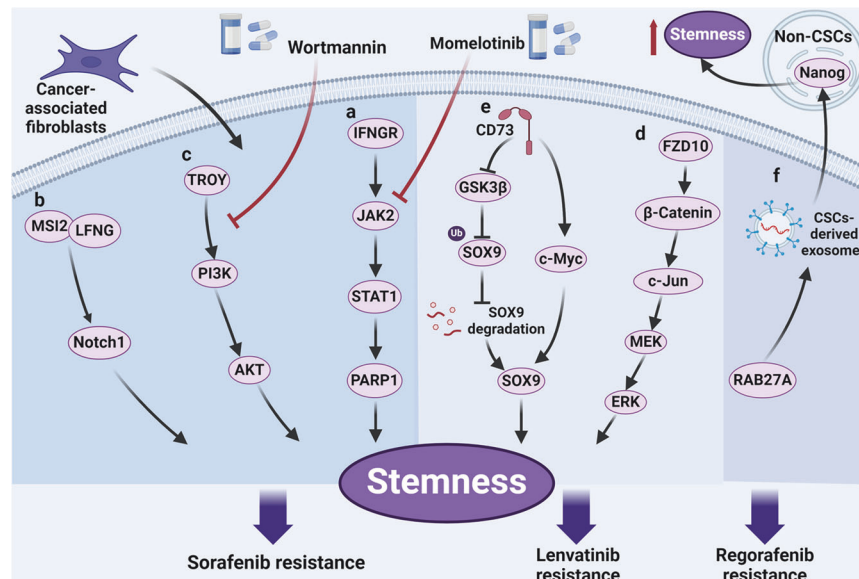 Wortmannin
Momelotinib
Stemness
Non-CSCs
Nanog
Cancer-
associated
fibroblasts
a
IFNGR
JAK2
STAT1
PARP1
b
MSI2
LFNG
Notch1
c
TROY
PI3K
AKT
e
CD73
GSK3β
Ub
SOX9
c-Myc
SOX9
degradation
SOX9
d
FZD10
β-Catenin
c-Jun
MEK
ERK
f
CSCs-
derived
exosome
RAB27A
Stemness
Sorafenib resistance
Lenvatinib
resistance
Regorafenib
resistance